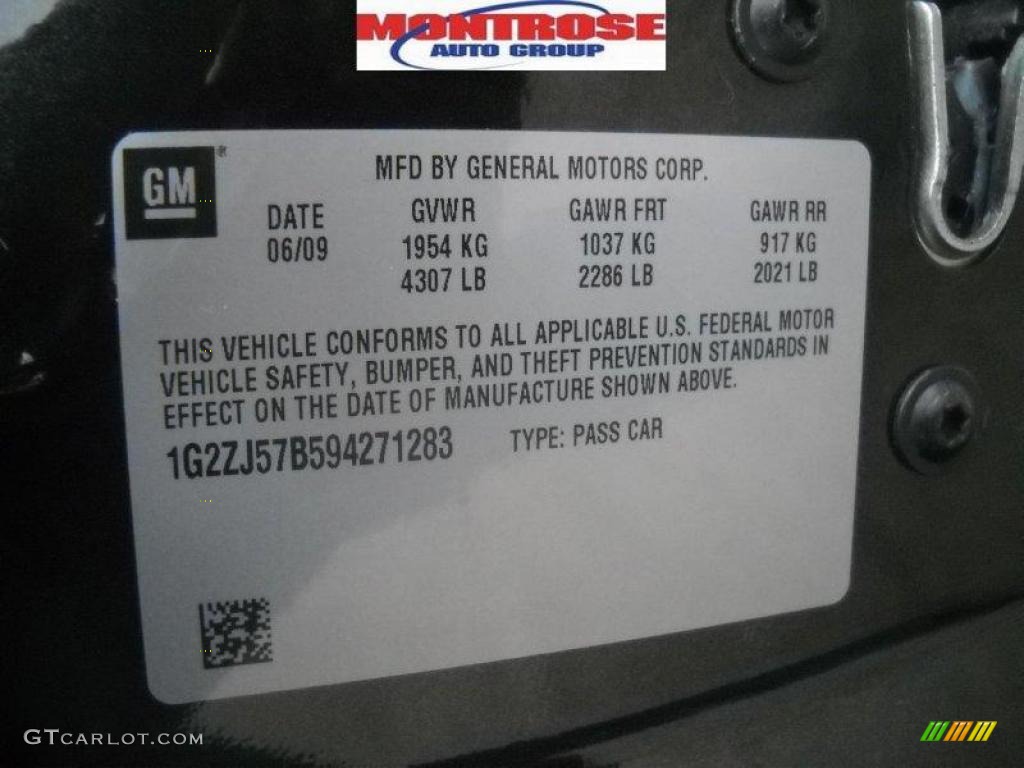 MONTROSE
AUTO GROUP
GM®
MFD BY GENERAL MOTORS CORP.
DATE GVWR GAWR FRT GAWR RR
06/09 1954 KG 1037 KG 917 KG
4307 LB 2286 LB 2021 LB
THIS VEHICLE CONFORMS TO ALL APPLICABLE U.S. FEDERAL MOTOR
VEHICLE SAFETY, BUMPER, AND THEFT PREVENTION STANDARDS IN
EFFECT ON THE DATE OF MANUFACTURE SHOWN ABOVE.
1G2ZJ57B594271283 TYPE: PASS CAR
GTCARLOT.COM